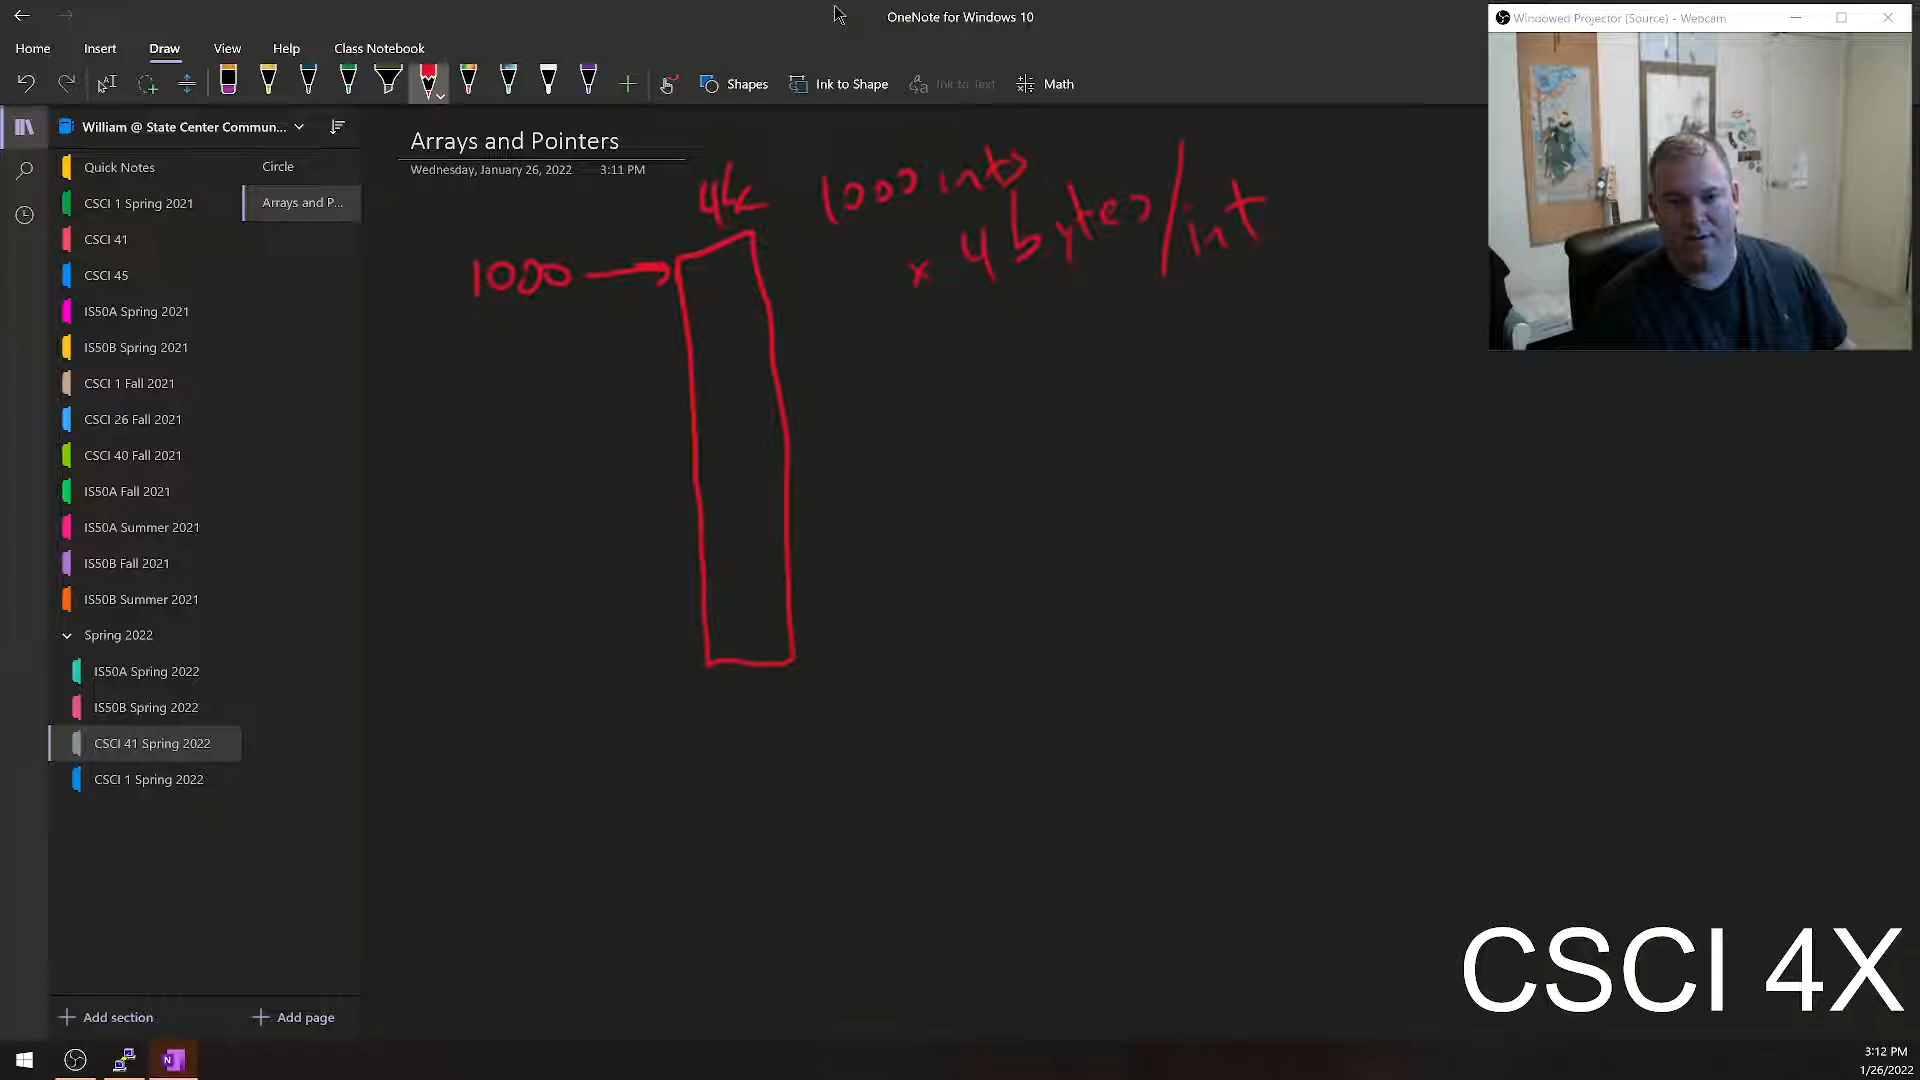 OneNote for Windows 10
Windowed Projector (Source) - Webcam
Home Insert Draw View Help Class Notebook
Shapes Ink to Shape Ink to Text Math
William @ State Center Commun...
Quick Notes
CSCI 1 Spring 2021
CSCI 41
CSCI 45
IS50A Spring 2021
IS50B Spring 2021
CSCI 1 Fall 2021
CSCI 26 Fall 2021
CSCI 40 Fall 2021
IS50A Fall 2021
IS50A Summer 2021
IS50B Fall 2021
IS50B Summer 2021
Spring 2022
IS50A Spring 2022
IS50B Spring 2022
CSCI 41 Spring 2022
CSCI 1 Spring 2022
Add section
Circle
Arrays and P...
Add page
Arrays and Pointers
Wednesday, January 26, 2022 3:11 PM
4k
1000 ints
x 4 bytes/int
1000
CSCI 4X
3:12 PM
1/26/2022